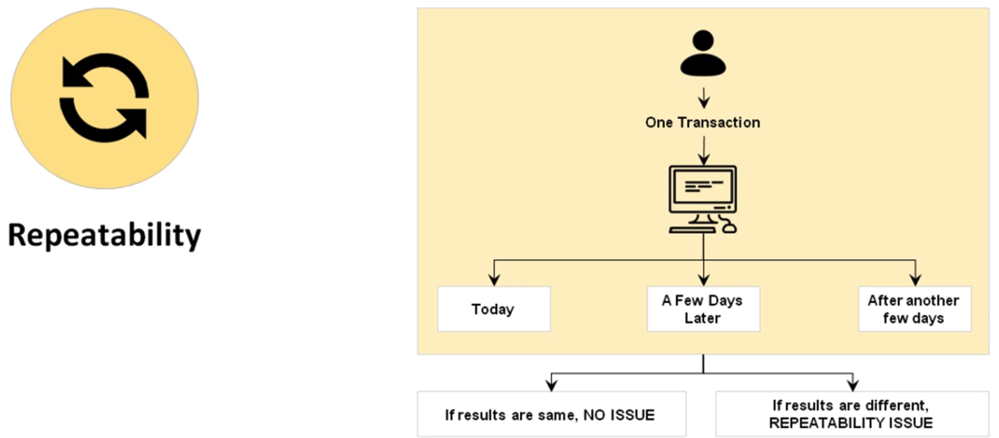 Repeatability
One Transaction
Today
A Few Days
Later
After another
few days
If results are same, NO ISSUE
If results are different,
REPEATABILITY ISSUE